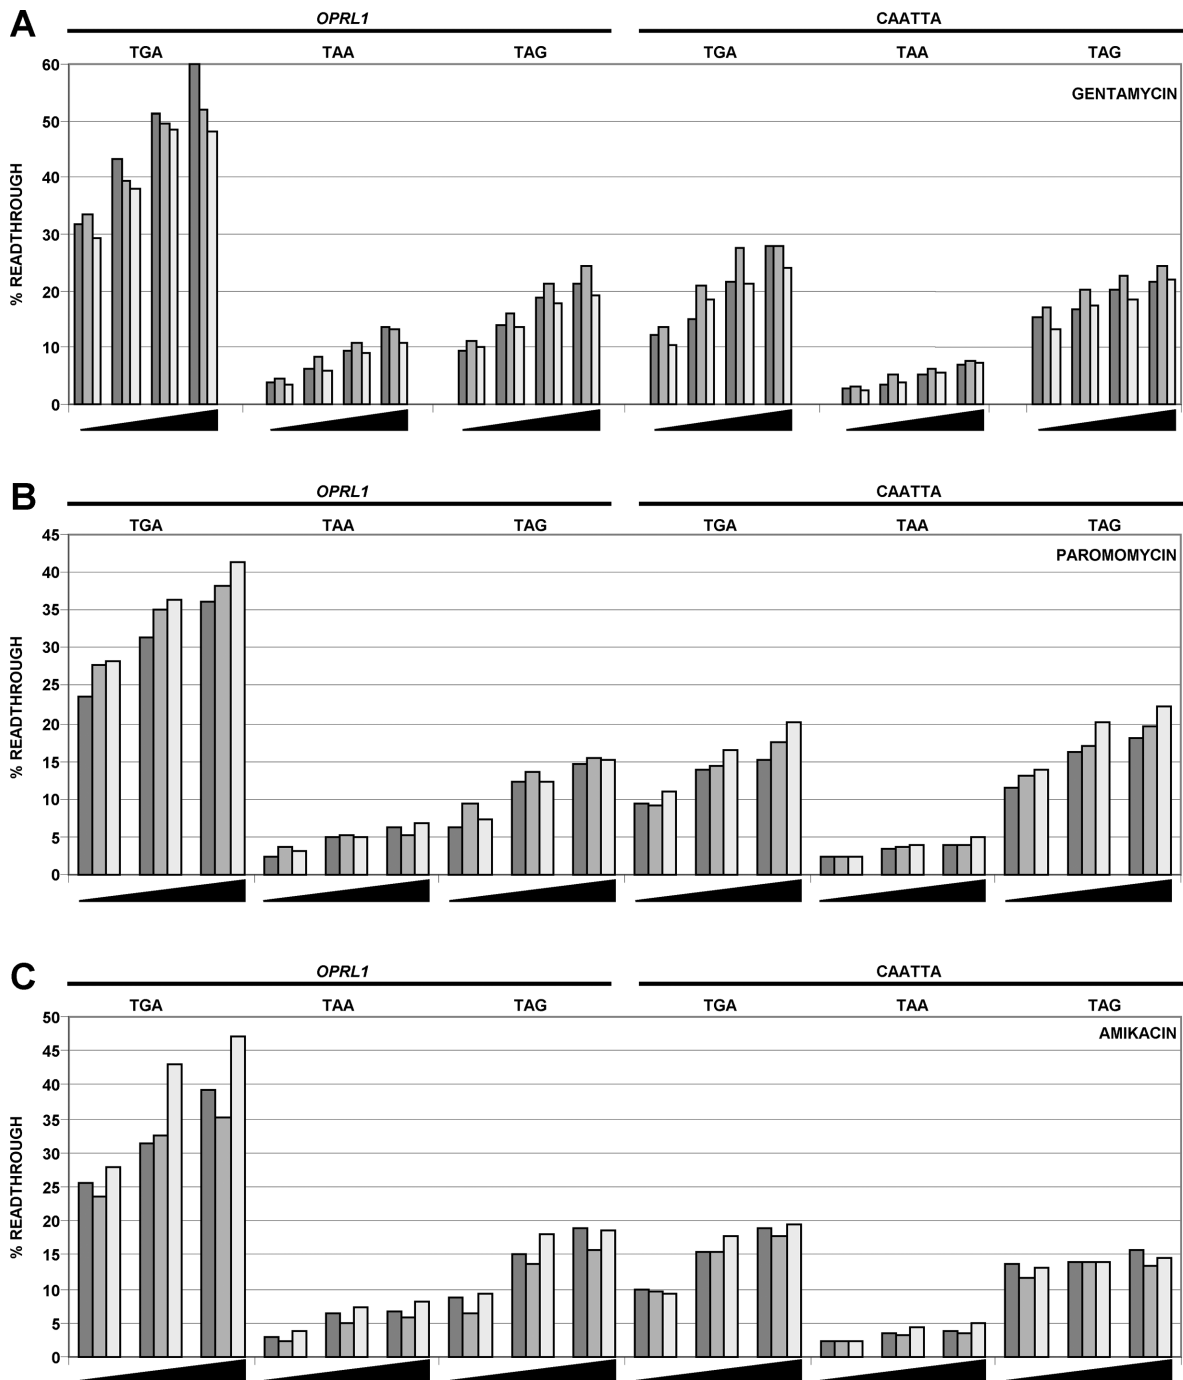 A
OPRL1 CAATTA
TGA TAA TAG TGA TAA TAG
GENTAMYCIN
% READTHROUGH
60
50
40
30
20
10
0
B
OPRL1 CAATTA
TGA TAA TAG TGA TAA TAG
PAROMOMYCIN
% READTHROUGH
45
40
35
30
25
20
15
10
5
0
C
OPRL1 CAATTA
TGA TAA TAG TGA TAA TAG
AMIKACIN
% READTHROUGH
50
45
40
35
30
25
20
15
10
5
0